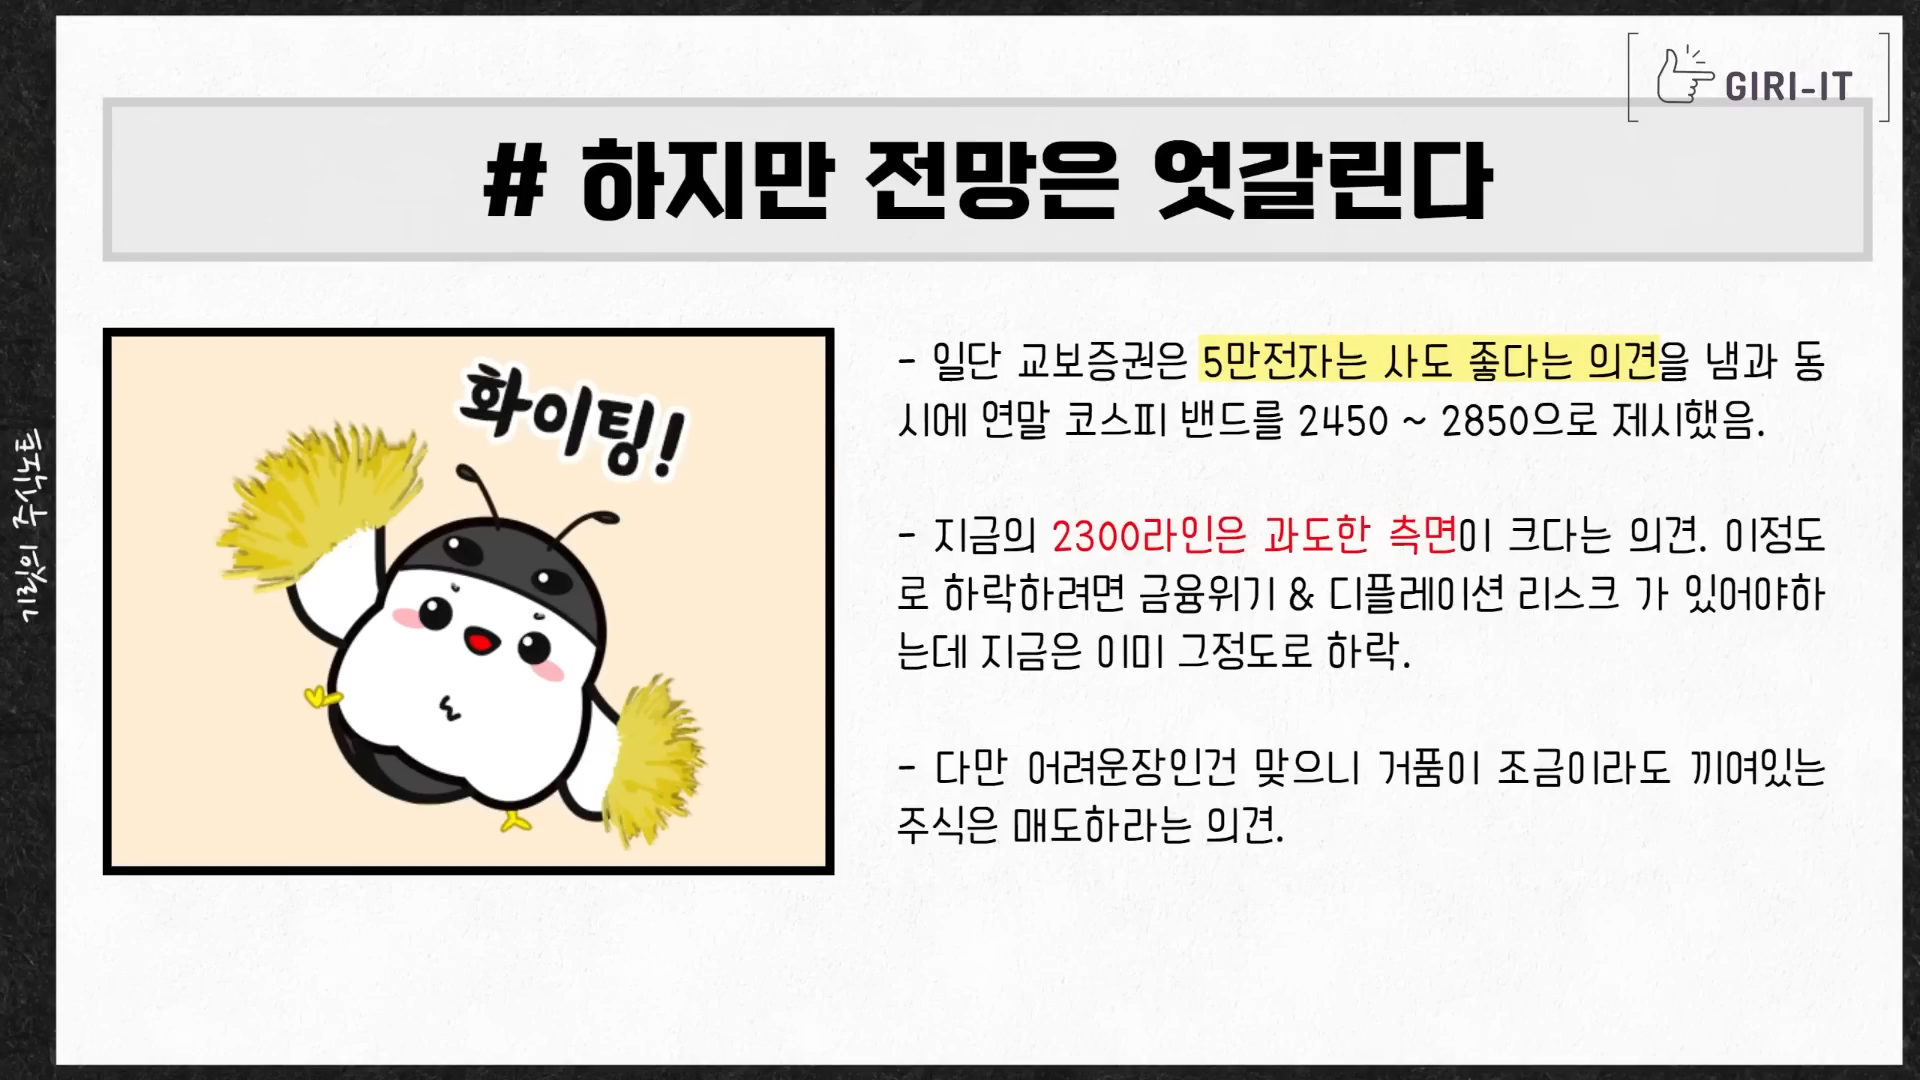 GIRI-IT
# 하지만 전망은 엇갈린다
화이팅!
- 일단 교보증권은 5만전자는 사도 좋다는 의견을 냄과 동
시에 연말 코스피 밴드를 2450 ~ 2850으로 제시했음.
- 지금의 2300라인은 과도한 측면이 크다는 의견. 이정도
로 하락하려면 금융위기 & 디플레이션 리스크 가 있어야하
는데 지금은 이미 그정도로 하락.
- 다만 어려운장인건 맞으니 거품이 조금이라도 끼여있는
주식은 매도하라는 의견.
기릿의 주식노트